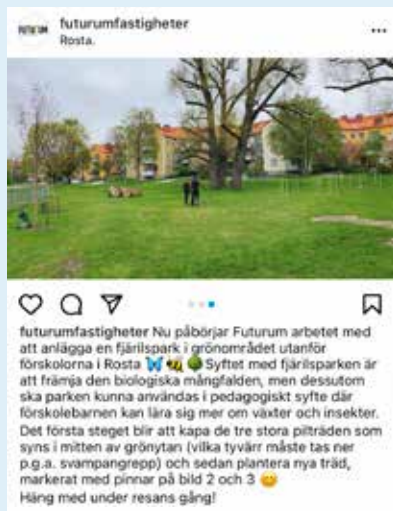 FUTURUM
futurumfastigheter
Rosta.
futurumfastigheter Nu påbörjar Futurum arbetet med
att anlägga en fjärilspark i grönområdet utanför
förskolorna i Rosta 🦋 🐝 🌳 Syftet med fjärilsparken är
att främja den biologiska mångfalden, men dessutom
ska parken kunna användas i pedagogiskt syfte där
förskolebarnen kan lära sig mer om växter och insekter.
Det första steget blir att kapa de tre stora pilträden som
syns i mitten av grönytan (vilka tyvärr måste tas ner
p.g.a. svampangrepp) och sedan plantera nya träd,
markerat med pinnar på bild 2 och 3 😊
Häng med under resans gång!